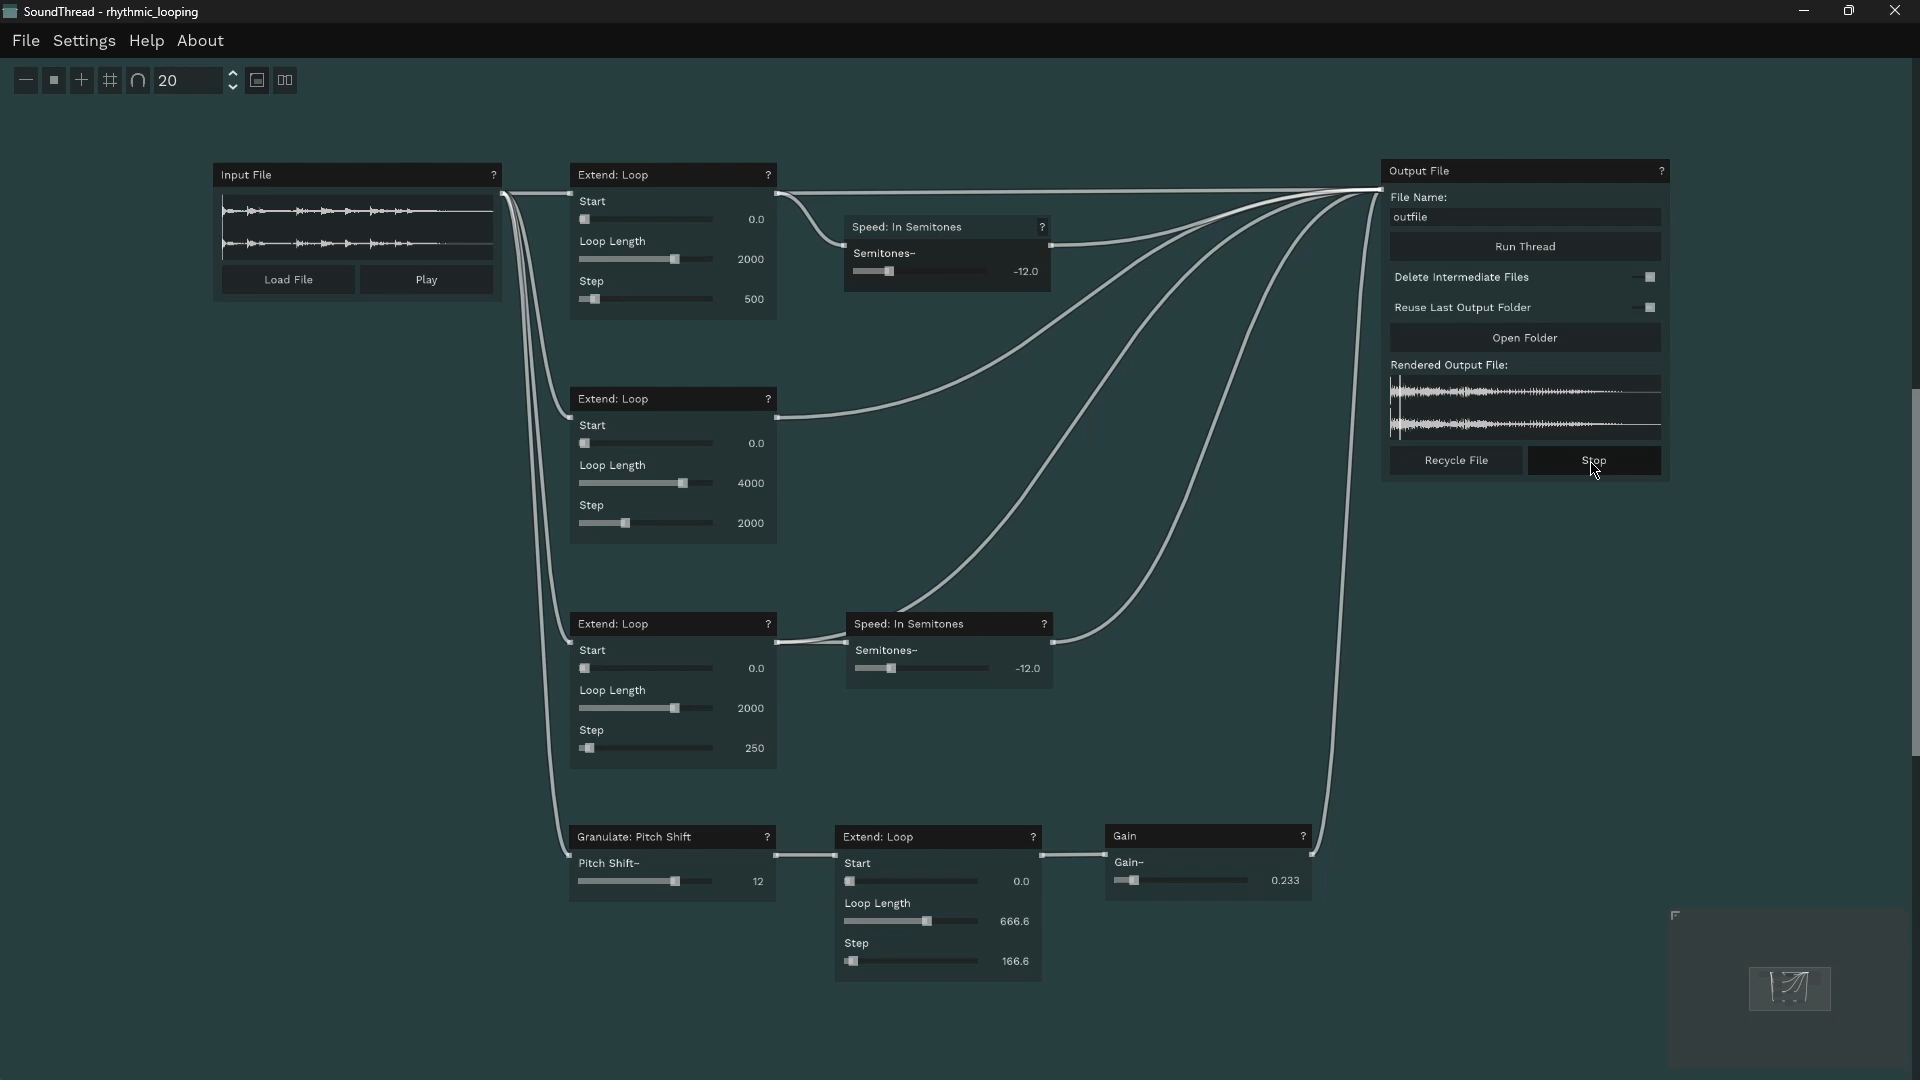 SoundThread - rhythmic_looping
File Settings Help About
20
Input File ?
Load File Play
Extend: Loop ?
Start
0.0
Loop Length
2000
Step
500
Speed: In Semitones ?
Semitones~
-12.0
Output File ?
File Name:
outfile
Run Thread
Delete Intermediate Files
Reuse Last Output Folder
Open Folder
Rendered Output File:
Recycle File Stop
Extend: Loop ?
Start
0.0
Loop Length
4000
Step
2000
Extend: Loop ?
Start
0.0
Loop Length
2000
Step
250
Speed: In Semitones ?
Semitones~
-12.0
Granulate: Pitch Shift ?
Pitch Shift~
12
Extend: Loop ?
Start
0.0
Loop Length
666.6
Step
166.6
Gain ?
Gain~
0.233